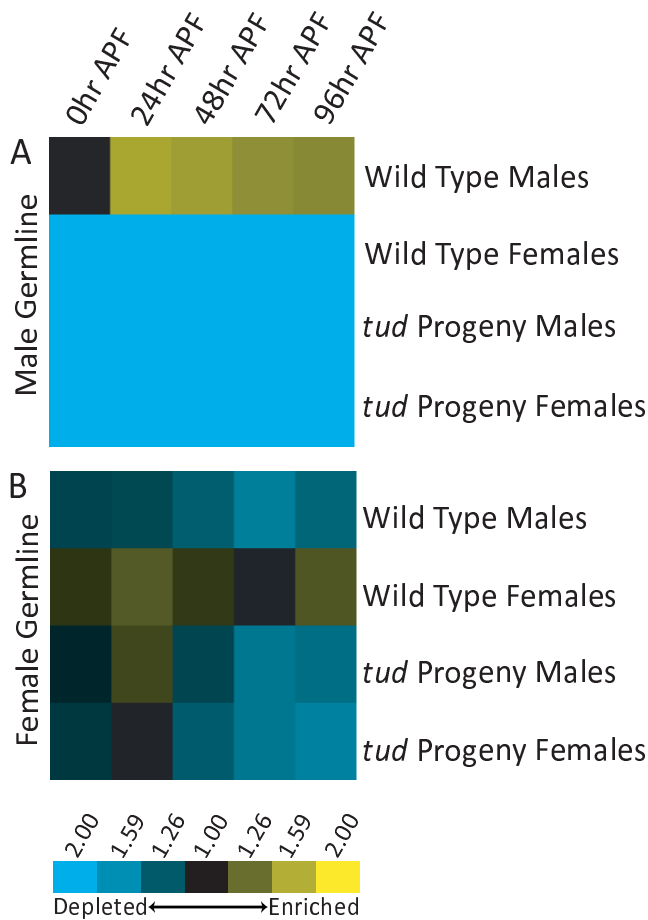 0hr APF
24hr APF
48hr APF
72hr APF
96hr APF
A
Male Germline
Wild Type Males
Wild Type Females
tud Progeny Males
tud Progeny Females
B
Female Germline
Wild Type Males
Wild Type Females
tud Progeny Males
tud Progeny Females
2.00
1.59
1.26
1.00
1.26
1.59
2.00
Depleted Enriched